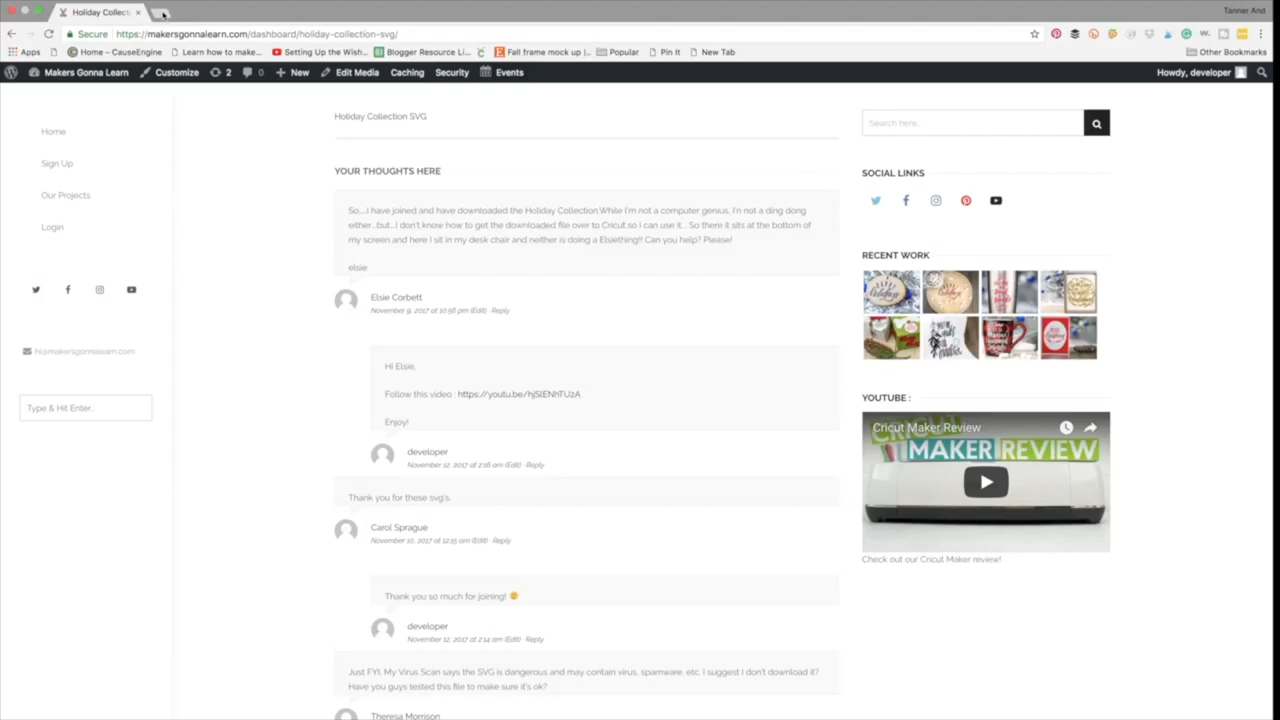 Holiday Collecti
Tanner And
Secure
https://makersgonnalearn.com/dashboard/holiday-collection-svg/
Apps
Home – CauseEngine
Learn how to make...
Setting Up the Wish...
Blogger Resource Li...
Fall frame mock up |...
Popular
Pin It
New Tab
Other Bookmarks
Makers Gonna Learn
Customize
2
0
New
Edit Media
Caching
Security
Events
Howdy, developer
Home
Sign Up
Our Projects
Login
hi@makersgonnalearn.com
Type & Hit Enter..
Holiday Collection SVG
YOUR THOUGHTS HERE
So....I have joined and have downloaded the Holiday Collection.While I'm not a computer genius, I'n not a ding dong
either...but...I don't know how to get the downloaded file over to Cricut so I can use it. . So there it sits at the bottom of
my screen and here I sit in my desk chair and neither is doing a Elsiething!! Can you help? Please!
elsie
Elsie Corbett
November 9, 2017 at 10:56 pm (Edit) · Reply
Hi Elsie,
Follow this video : https://youtu.be/hjSlENhTUzA
Enjoy!
developer
November 12, 2017 at 2:16 am (Edit) · Reply
Thank you for these svg's.
Carol Sprague
November 10, 2017 at 12:15 am (Edit) · Reply
Thank you so much for joining! 🙂
developer
November 12, 2017 at 2:14 am (Edit) · Reply
Just FYI, My Virus Scan says the SVG is dangerous and may contain virus, spamware, etc. I suggest I don't download it?
Have you guys tested this file to make sure it's ok?
Theresa Morrison
Search here..
SOCIAL LINKS
RECENT WORK
YOUTUBE :
Cricut Maker Review
CRICUT
MAKER REVIEW
Check out our Cricut Maker review!